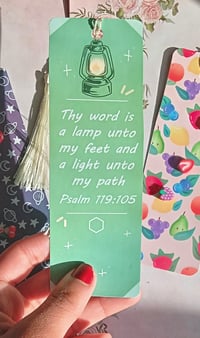 Thy word is
a lamp unto
my feet and
a light unto
my path
Psalm 119:105